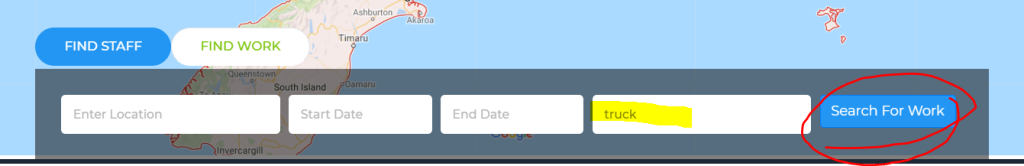 Ashburton
Akaroa
Timaru
FIND STAFF
FIND WORK
Queenstown
South Island
Oamaru
Enter Location
Start Date
End Date
truck
Search For Work
Google
Invercargill